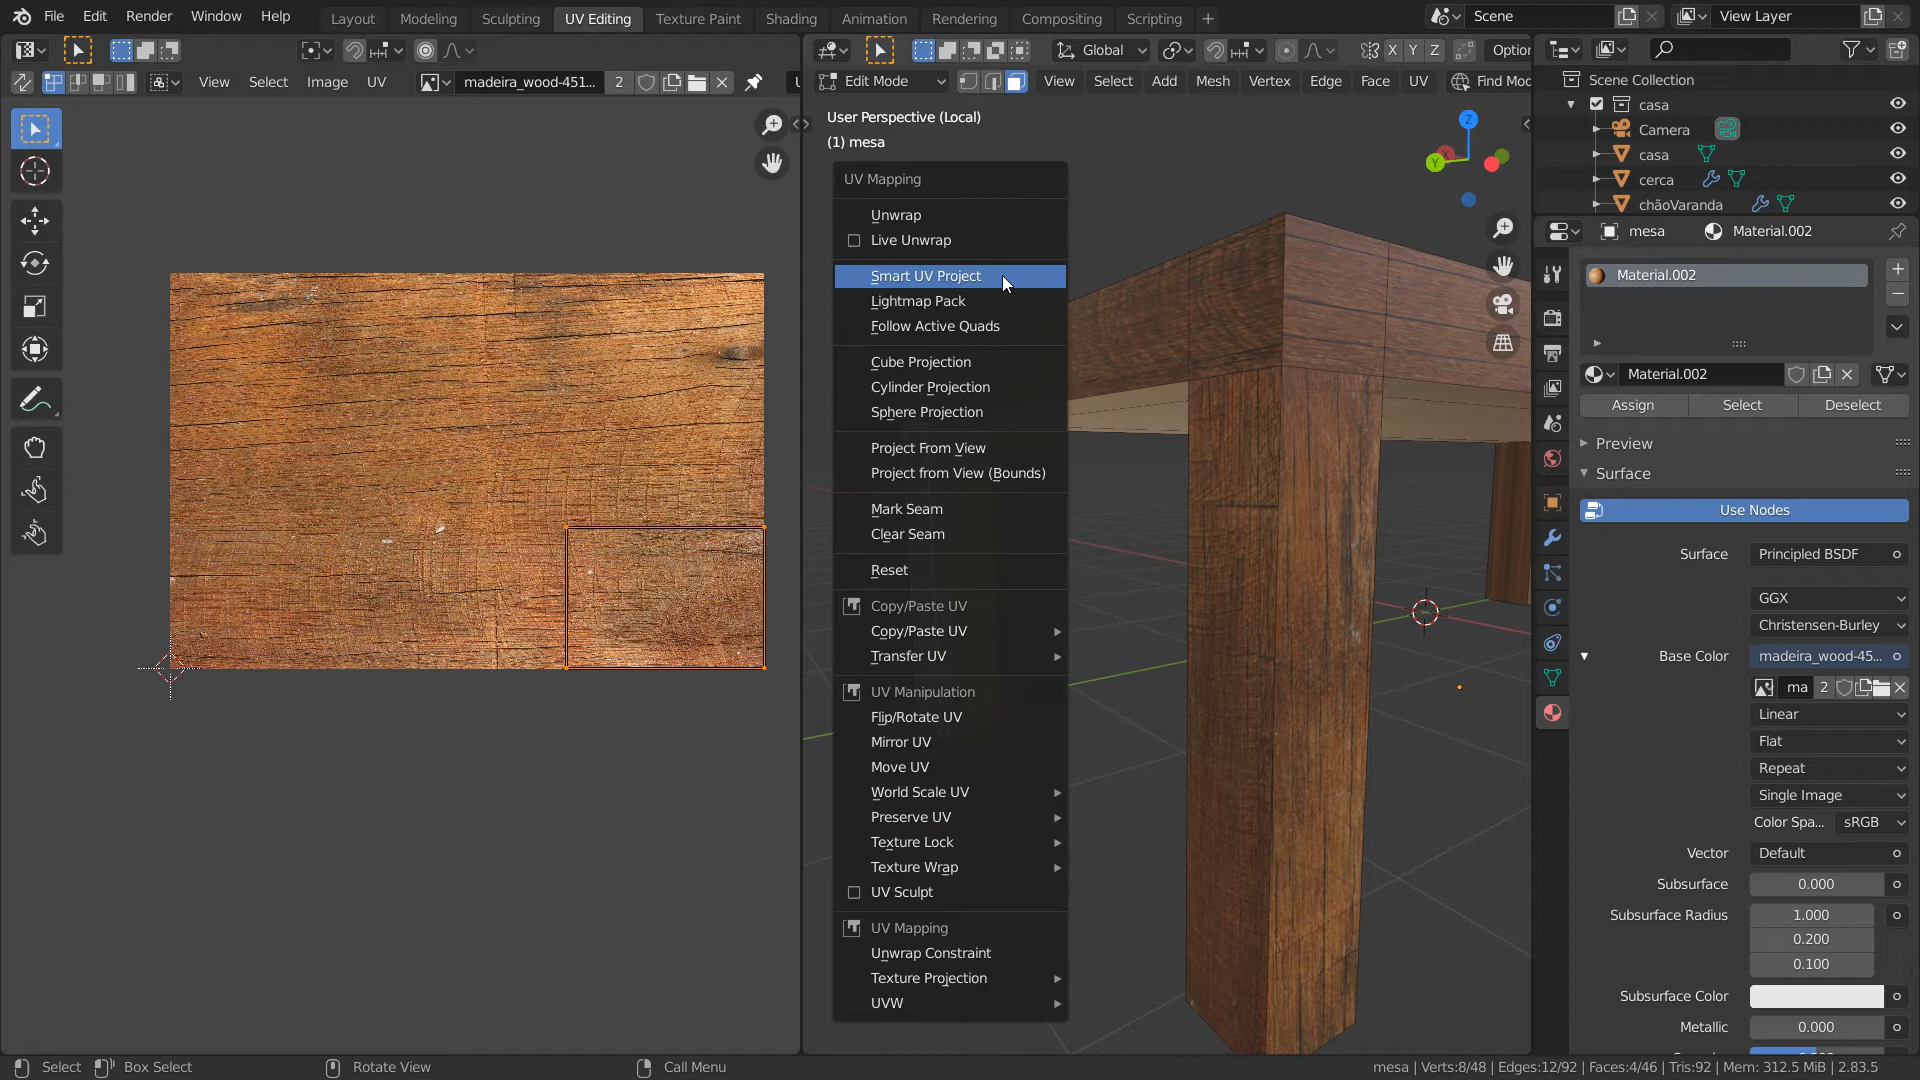 File Edit Render Window Help Layout Modeling Sculpting UV Editing Texture Paint Shading Animation Rendering Compositing Scripting + Scene View Layer
Global X Y Z Option
View Select Image UV madeira_wood-451... 2 Edit Mode View Select Add Mesh Vertex Edge Face UV Find Mod
Scene Collection
casa
Camera
casa
cerca
chãoVaranda
User Perspective (Local)
(1) mesa
Z
Y
UV Mapping
Unwrap
Live Unwrap
Smart UV Project
Lightmap Pack
Follow Active Quads
Cube Projection
Cylinder Projection
Sphere Projection
Project From View
Project from View (Bounds)
Mark Seam
Clear Seam
Reset
Copy/Paste UV
Copy/Paste UV
Transfer UV
UV Manipulation
Flip/Rotate UV
Mirror UV
Move UV
World Scale UV
Preserve UV
Texture Lock
Texture Wrap
UV Sculpt
UV Mapping
Unwrap Constraint
Texture Projection
UVW
mesa Material.002
Material.002
Material.002
Assign Select Deselect
Preview
Surface
Use Nodes
Surface Principled BSDF
GGX
Christensen-Burley
Base Color madeira_wood-45...
ma 2
Linear
Flat
Repeat
Single Image
Color Spa... sRGB
Vector Default
Subsurface 0.000
Subsurface Radius 1.000
0.200
0.100
Subsurface Color
Metallic 0.000
Select Box Select Rotate View Call Menu mesa | Verts:8/48 | Edges:12/92 | Faces:4/46 | Tris:92 | Mem: 312.5 MiB | 2.83.5